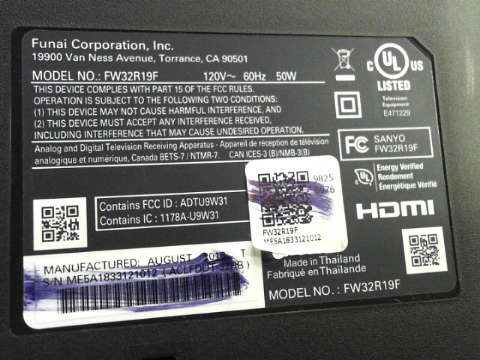 Funai Corporation, Inc.
19900 Van Ness Avenue, Torrance, CA 90501
MODEL NO.: FW32R19F 120V~ 60Hz 50W
THIS DEVICE COMPLIES WITH PART 15 OF THE FCC RULES.
OPERATION IS SUBJECT TO THE FOLLOWING TWO CONDITIONS:
(1) THIS DEVICE MAY NOT CAUSE HARMFUL INTERFERENCE, AND
(2) THIS DEVICE MUST ACCEPT ANY INTERFERENCE RECEIVED,
INCLUDING INTERFERENCE THAT MAY CAUSE UNDESIRED OPERATION.
Analog and Digital Television Receiving Apparatus - Appareil de réception de télévision
analogique et numérique, Canada BETS-7 / NTMR-7. CAN ICES-3 (B)/NMB-3(B)
C UL US
LISTED
Television
Equipment
E471229
FC SANYO
FW32R19F
UL Energy Verified
Rendement
Énergétique Vérifié
HDMI
Contains FCC ID : ADTU9W31
Contains IC : 1178A-U9W31
9825
6976
FW32R19F
ME5A1833121012
MANUFACTURED: AUGUST T
S/N ME5A1833121012
Made in Thailand
Fabriqué en Thaïlande
MODEL NO.: FW32R19F